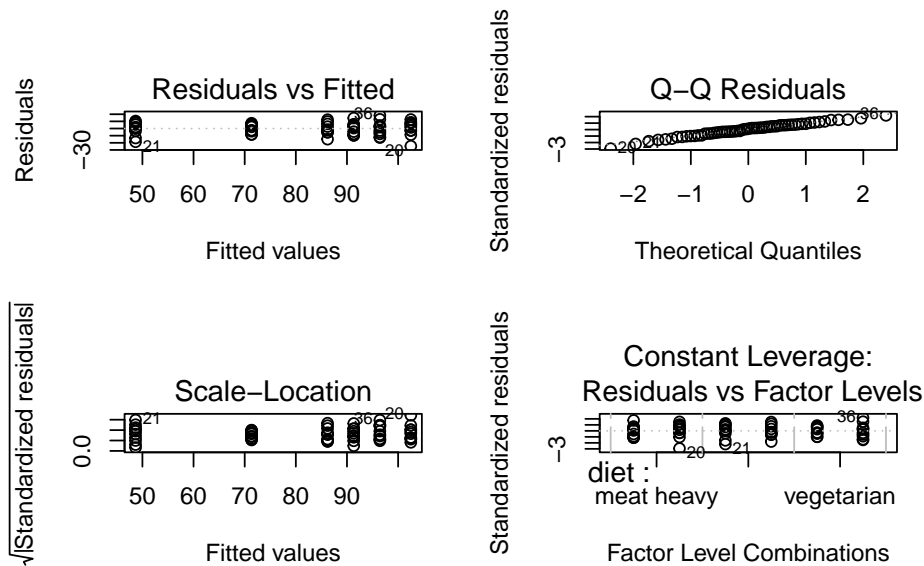 Residuals vs Fitted
Residuals
−30
36
21
20
50 60 70 80 90
Fitted values
Q−Q Residuals
Standardized residuals
−3
36
20
−2 −1 0 1 2
Theoretical Quantiles
Scale−Location
√|Standardized residuals|
0.0
21
36
20
50 60 70 80 90
Fitted values
Constant Leverage:
Residuals vs Factor Levels
Standardized residuals
−3
36
20
21
diet :
meat heavy vegetarian
Factor Level Combinations